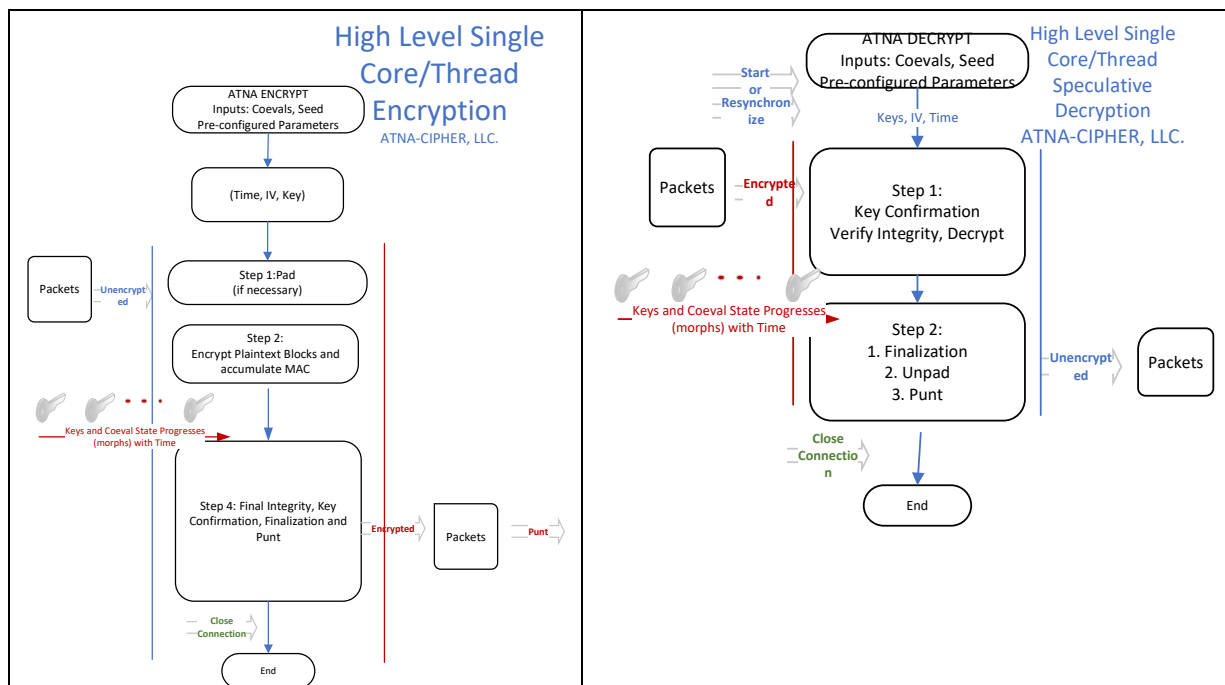 High Level Single
Core/Thread
Encryption
ATNA-CIPHER, LLC.
ATNA ENCRYPT
Inputs: Coevals, Seed
Pre-configured Parameters
(Time, IV, Key)
Packets
Unencrypt
ed
Step 1:Pad
(if necessary)
Step 2:
Encrypt Plaintext Blocks and
accumulate MAC
Keys and Coeval State Progresses
(morphs) with Time
Step 4: Final Integrity, Key
Confirmation, Finalization and
Punt
Encrypted
Packets
Punt
Close
Connection
End
High Level Single
Core/Thread
Speculative
Decryption
ATNA-CIPHER, LLC.
ATNA DECRYPT
Inputs: Coevals, Seed
Pre-configured Parameters
Start
or
Resynchron
ize
Keys, IV, Time
Packets
Encrypte
d
Step 1:
Key Confirmation
Verify Integrity, Decrypt
Keys and Coeval State Progresses
(morphs) with Time
Step 2:
1. Finalization
2. Unpad
3. Punt
Unencrypt
ed
Packets
Close
Connectio
n
End